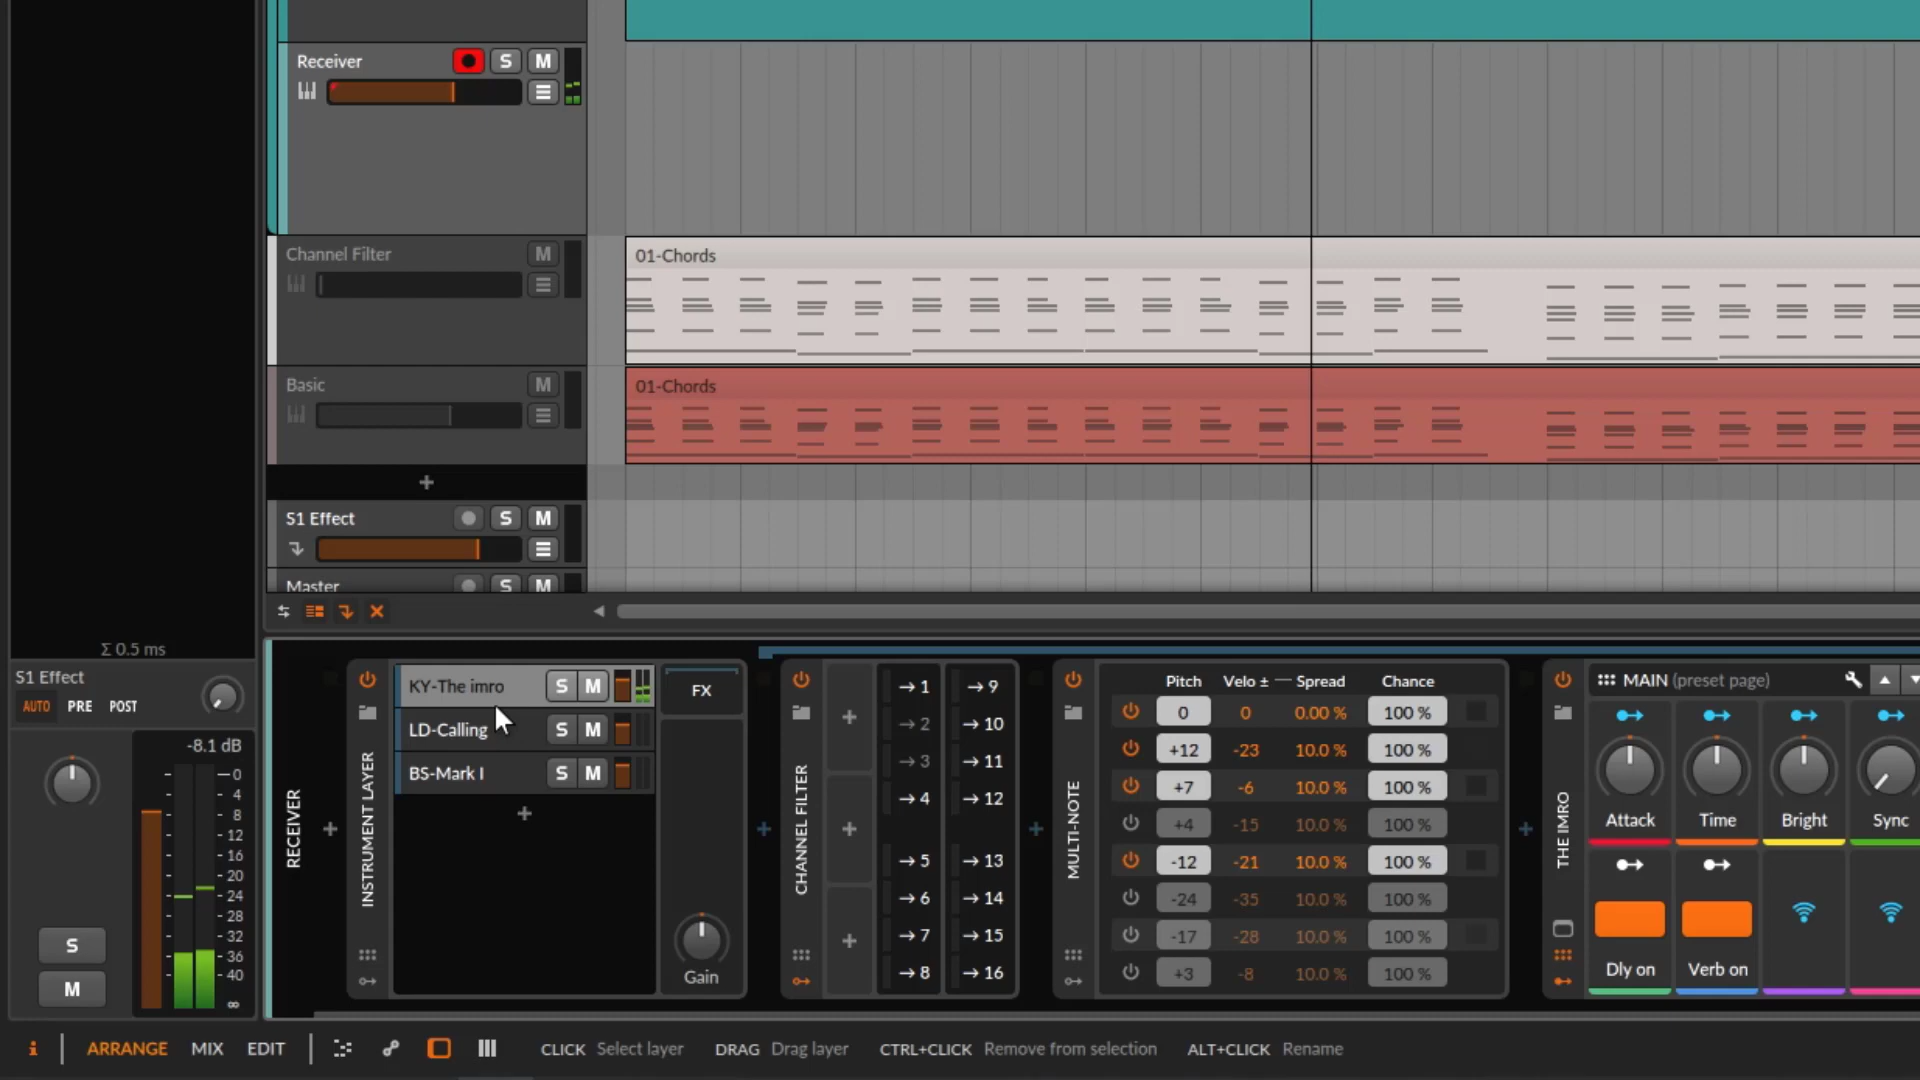 Receiver
S
M
01-Chords
Channel Filter
M
01-Chords
Basic
M
+
S1 Effect
S
M
Master
S
M
Σ 0.5 ms
S1 Effect
AUTO
PRE
POST
-8.1 dB
0
4
8
12
16
20
24
28
32
36
40
∞
S
M
RECEIVER
+
INSTRUMENT LAYER
KY-The imro
S
M
LD-Calling
S
M
BS-Mark I
S
M
+
FX
Gain
+
CHANNEL FILTER
+
+
+
→ 1
→ 9
→ 2
→ 10
→ 3
→ 11
→ 4
→ 12
→ 5
→ 13
→ 6
→ 14
→ 7
→ 15
→ 8
→ 16
+
MULTI-NOTE
Pitch Velo ± — Spread Chance
0 0 0.00 % 100 %
+12 -23 10.0 % 100 %
+7 -6 10.0 % 100 %
+4 -15 10.0 % 100 %
-12 -21 10.0 % 100 %
-24 -35 10.0 % 100 %
-17 -28 10.0 % 100 %
+3 -8 10.0 % 100 %
+
THE IMRO
MAIN (preset page)
Attack
Time
Bright
Sync
Dly on
Verb on
i
ARRANGE
MIX
EDIT
CLICK Select layer
DRAG Drag layer
CTRL+CLICK Remove from selection
ALT+CLICK Rename